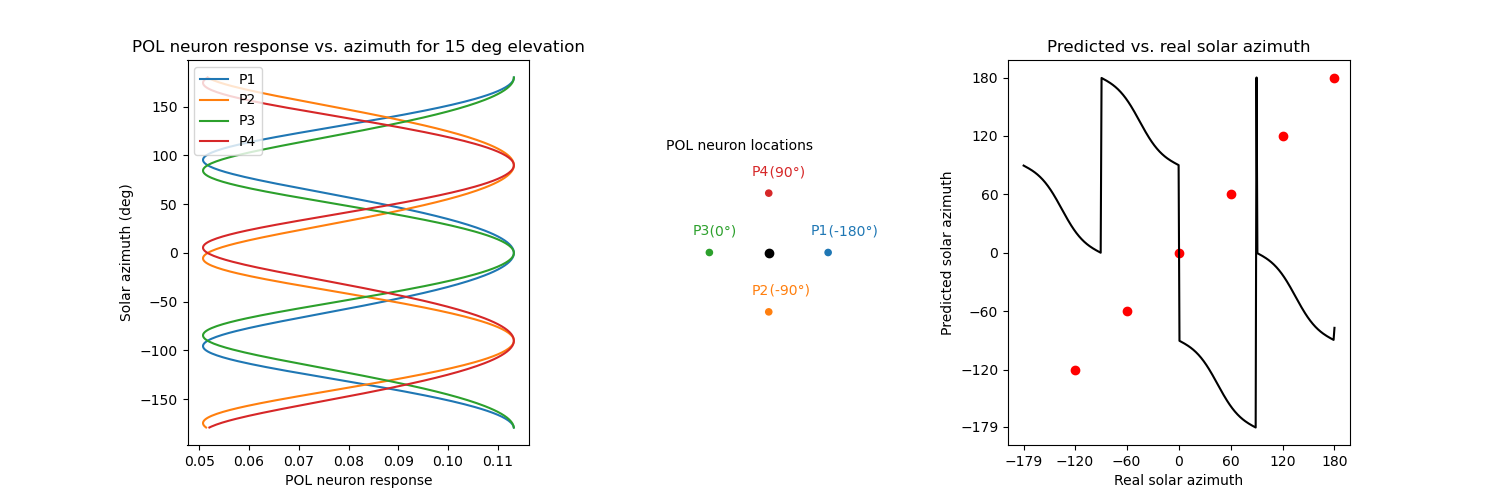 POL neuron response vs. azimuth for 15 deg elevation
P1
P2
P3
P4
150
100
50
0
−50
−100
−150
Solar azimuth (deg)
0.05 0.06 0.07 0.08 0.09 0.10 0.11
POL neuron response
POL neuron locations
P4(90°)
P3(0°)
P1(-180°)
P2(-90°)
Predicted vs. real solar azimuth
180
120
60
0
−60
−120
−179
Predicted solar azimuth
−179 −120 −60 0 60 120 180
Real solar azimuth